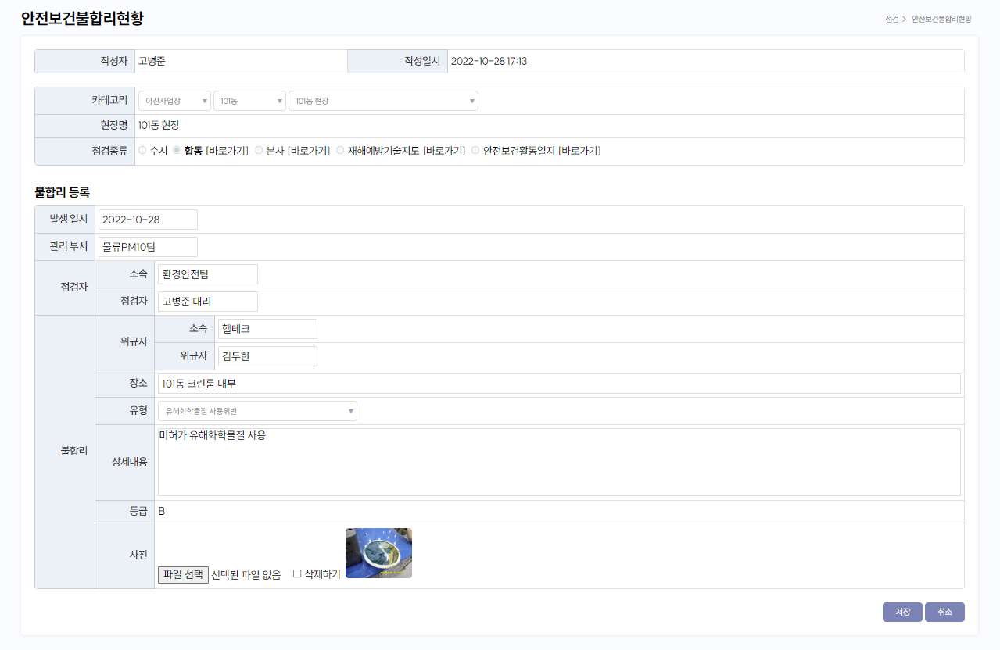 안전보건불합리현황
점검 > 안전보건불합리현황
작성자 고병준 작성일시 2022-10-28 17:13
카테고리 아산사업장 101동 101동 현장
현장명 101동 현장
점검종류 수시 합동 [바로가기] 본사 [바로가기] 재해예방기술지도 [바로가기] 안전보건활동일지 [바로가기]
불합리 등록
발생 일시 2022-10-28
관리 부서 물류PM10팀
점검자 소속 환경안전팀
점검자 고병준 대리
불합리 위규자 소속 헬테크
위규자 김두한
장소 101동 크린룸 내부
유형 유해화학물질 사용위반
상세내용 미허가 유해화학물질 사용
등급 B
사진 파일 선택 선택된 파일 없음 삭제하기
저장 취소